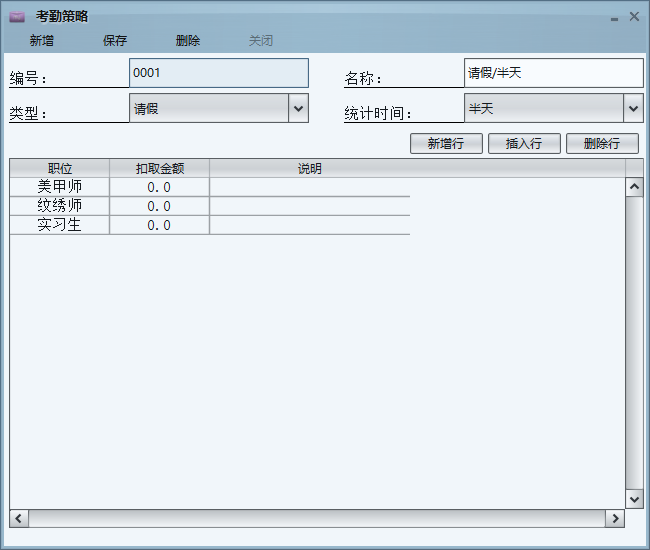 考勤策略
新增 保存 删除 关闭
编号： 0001 名称： 请假/半天
类型： 请假 统计时间： 半天
新增行 插入行 删除行
职位 扣取金额 说明
美甲师 0.0
纹绣师 0.0
实习生 0.0